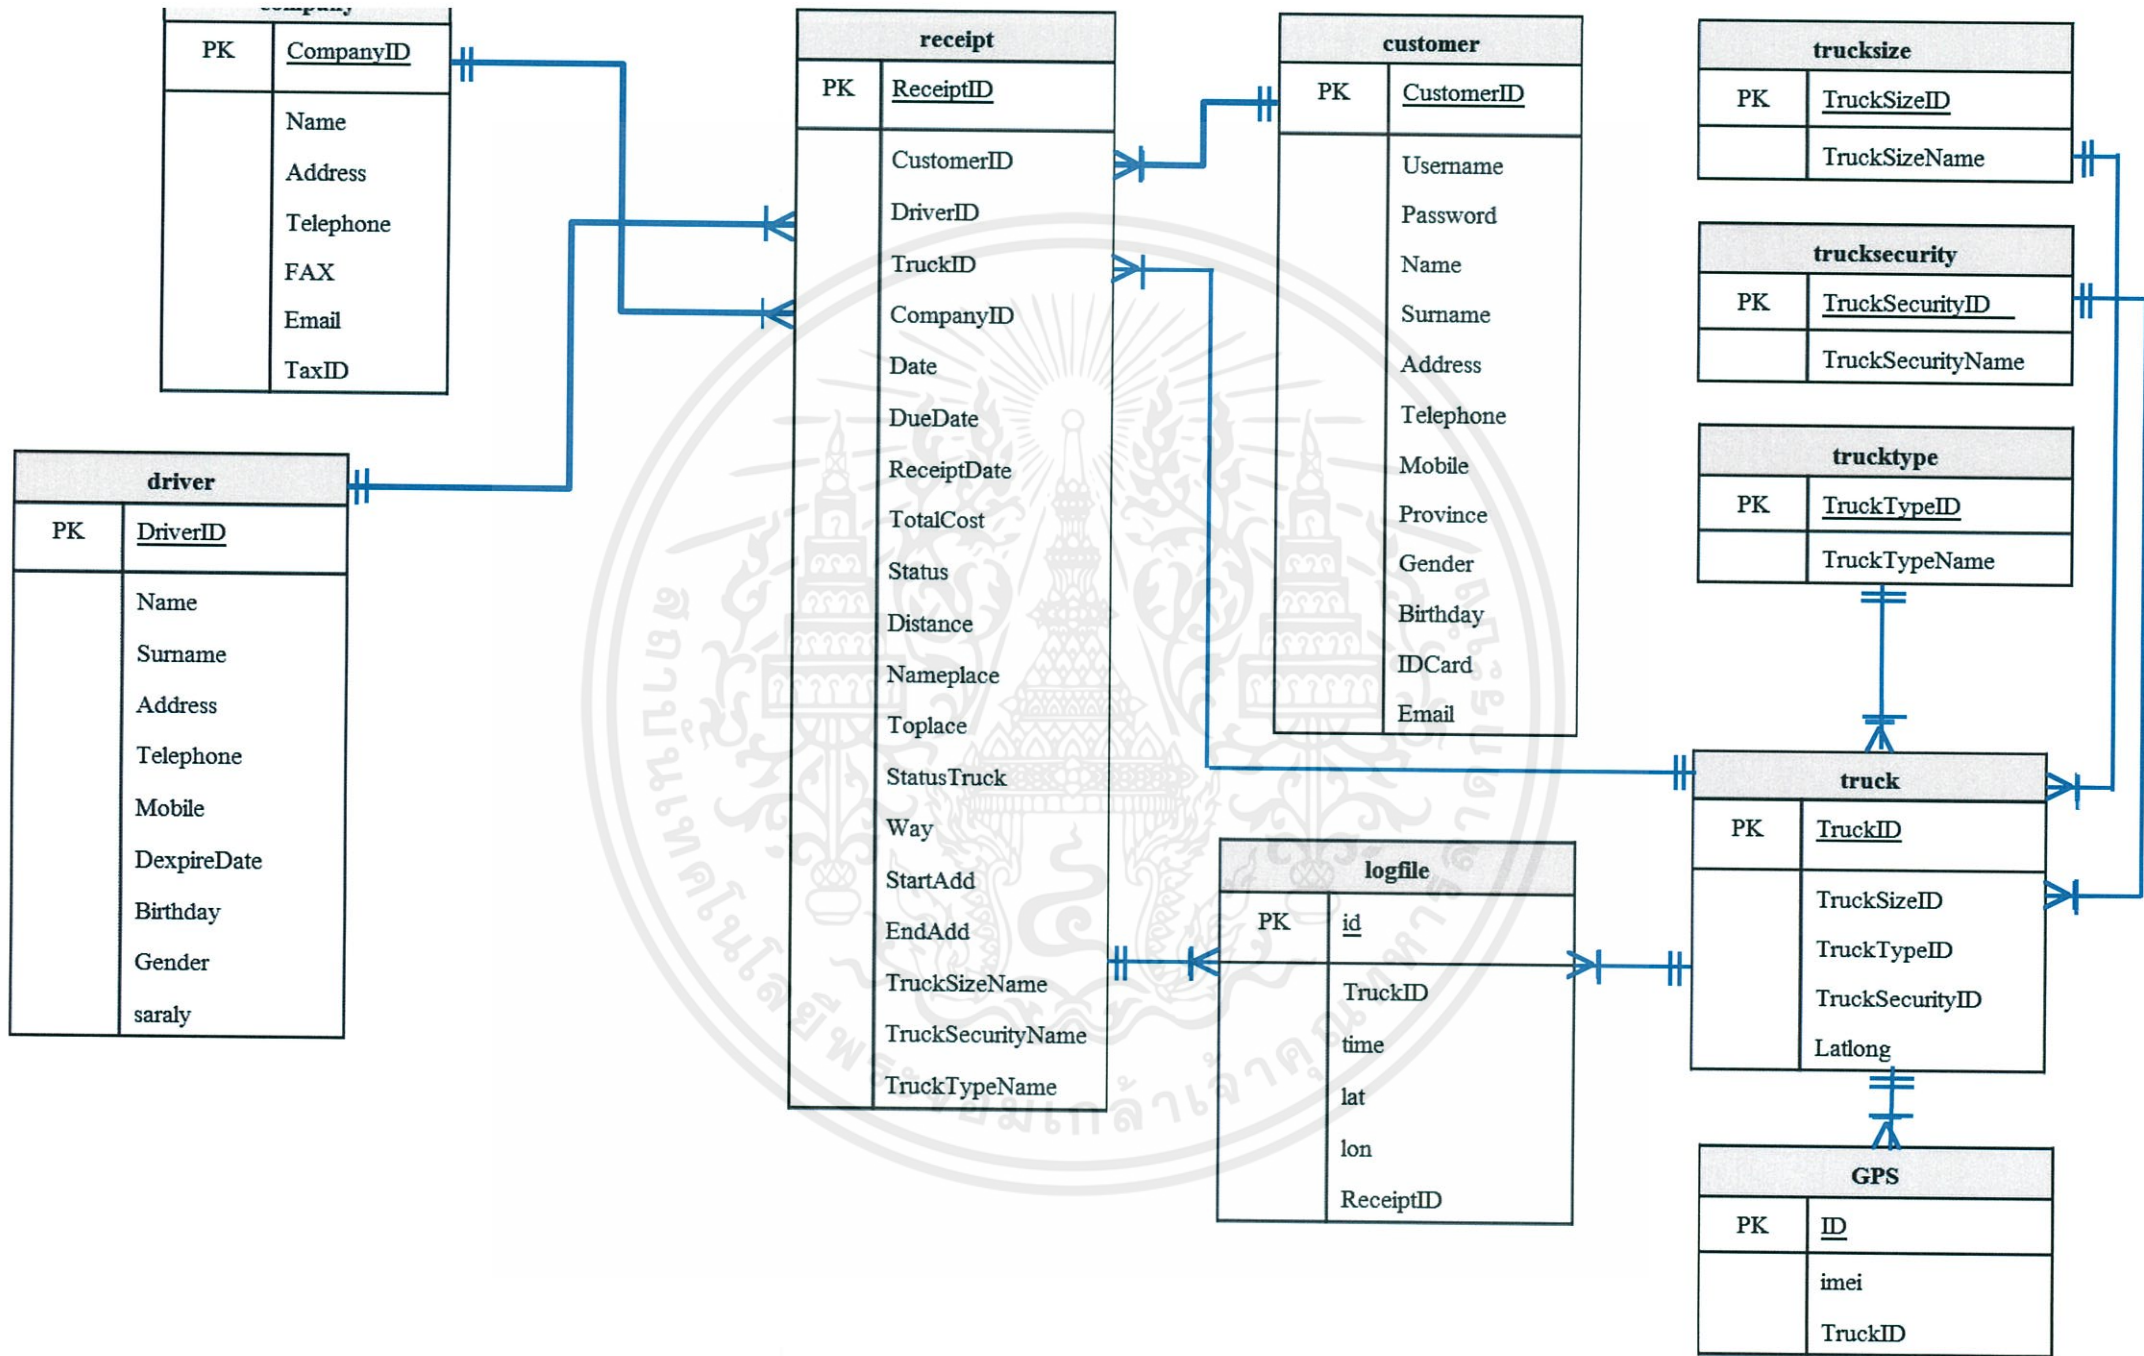 company
PK CompanyID
Name
Address
Telephone
FAX
Email
TaxID
driver
PK DriverID
Name
Surname
Address
Telephone
Mobile
DexpireDate
Birthday
Gender
saraly
receipt
PK ReceiptID
CustomerID
DriverID
TruckID
CompanyID
Date
DueDate
ReceiptDate
TotalCost
Status
Distance
Nameplace
Toplace
StatusTruck
Way
StartAdd
EndAdd
TruckSizeName
TruckSecurityName
TruckTypeName
customer
PK CustomerID
Username
Password
Name
Surname
Address
Telephone
Mobile
Province
Gender
Birthday
IDCard
Email
logfile
PK id
TruckID
time
lat
lon
ReceiptID
trucksize
PK TruckSizeID
TruckSizeName
trucksecurity
PK TruckSecurityID
TruckSecurityName
trucktype
PK TruckTypeID
TruckTypeName
truck
PK TruckID
TruckSizeID
TruckTypeID
TruckSecurityID
Latlong
GPS
PK ID
imei
TruckID